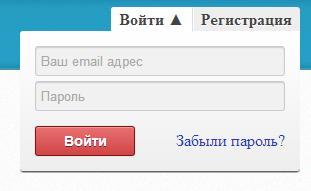 Войти ▲ Регистрация
Ваш email адрес
Пароль
Войти Забыли пароль?